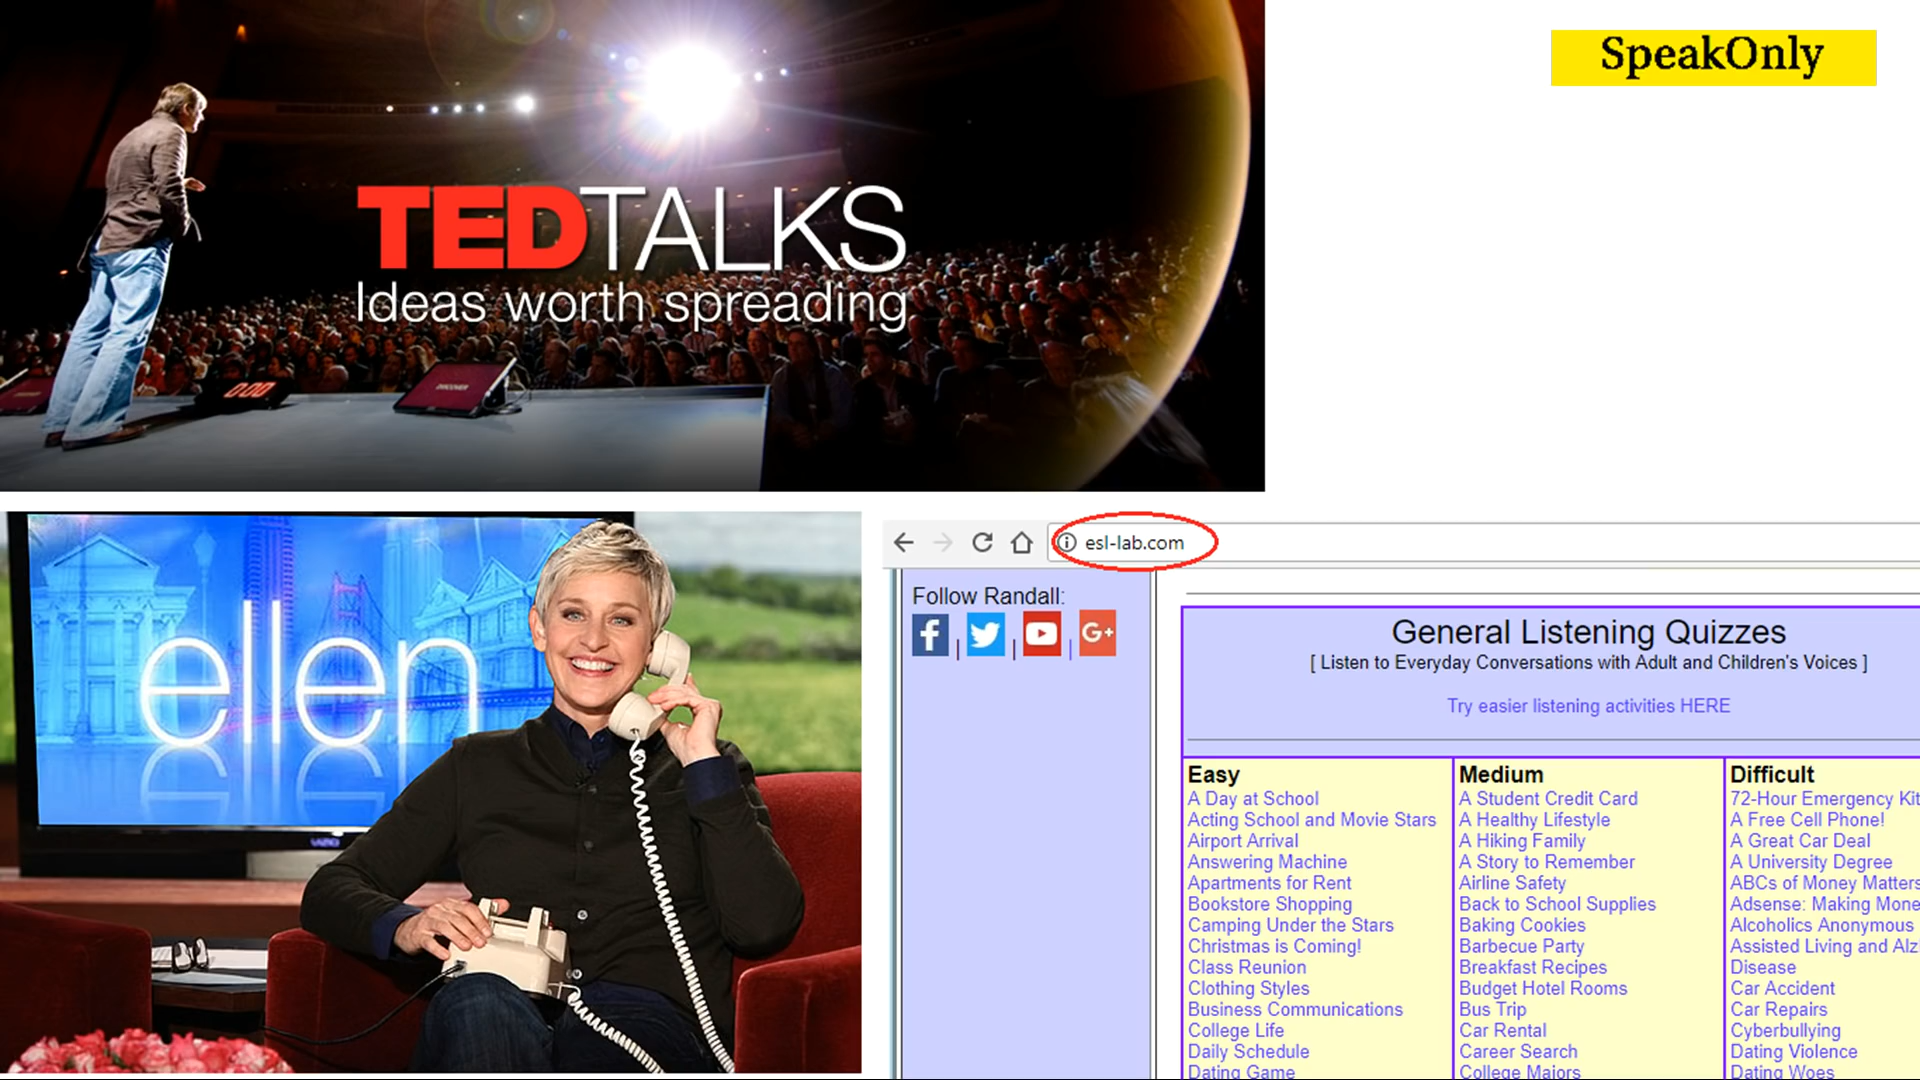 SpeakOnly
TEDTALKS
Ideas worth spreading
DISCOVER
0:00
ellen
VIZIO
esl-lab.com
Follow Randall:
f | | | G+
General Listening Quizzes
[ Listen to Everyday Conversations with Adult and Children's Voices ]
Try easier listening activities HERE
Easy
A Day at School
Acting School and Movie Stars
Airport Arrival
Answering Machine
Apartments for Rent
Bookstore Shopping
Camping Under the Stars
Christmas is Coming!
Class Reunion
Clothing Styles
Business Communications
College Life
Daily Schedule
Dating Game
Medium
A Student Credit Card
A Healthy Lifestyle
A Hiking Family
A Story to Remember
Airline Safety
Back to School Supplies
Baking Cookies
Barbecue Party
Breakfast Recipes
Budget Hotel Rooms
Bus Trip
Car Rental
Career Search
College Majors
Difficult
72-Hour Emergency Kit
A Free Cell Phone!
A Great Car Deal
A University Degree
ABCs of Money Matters
Adsense: Making Mone
Alcoholics Anonymous
Assisted Living and Alz
Disease
Car Accident
Car Repairs
Cyberbullying
Dating Violence
Dating Woes